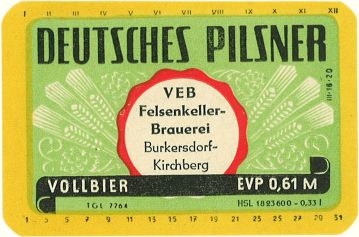 I II III IV V VI VII VIII IX X XI XII
DEUTSCHES PILSNER
VEB
Felsenkeller-
Brauerei
Burkersdorf-
Kirchberg
III-16-20
VOLLBIER EVP 0,61 M
TGL 7764 HSL 1823600 - 0,33 l
1 3 5 7 9 11 13 15 17 19 21 23 25 27 29 31